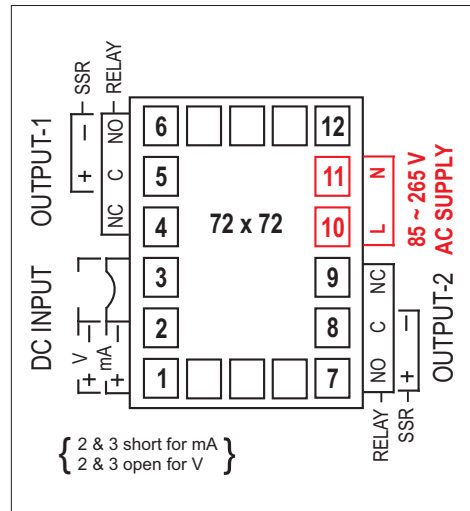 OUTPUT-1
SSR
+ −
RELAY
NC C NO
6
5
4
3
2
1
72 x 72
12
11
10
9
8
7
L N
85 ~ 265 V
AC SUPPLY
DC INPUT
+ V −
+ mA −
NO C NC
RELAY
+ −
SSR
OUTPUT-2
{ 2 & 3 short for mA
2 & 3 open for V }